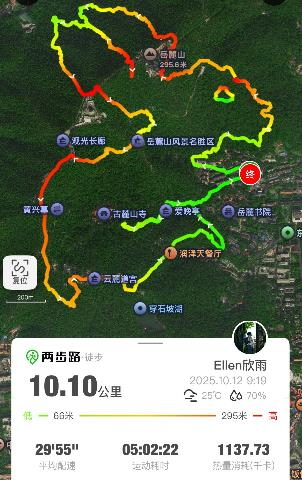 岳麓山
295.6米
观光长廊
岳麓山风景名胜区
终
黄兴墓
古麓山寺
爱晚亭
岳麓书院
润泽天餐厅
复位
云麓道宫
穿石坡湖
200m
两步路·徒步
Ellen欣雨
10.10公里
2025.10.12 9:19
25℃ 70%
低 66米 295米 高
29'55" 05:02:22 1137.73
平均配速 运动耗时 热量消耗(千卡)